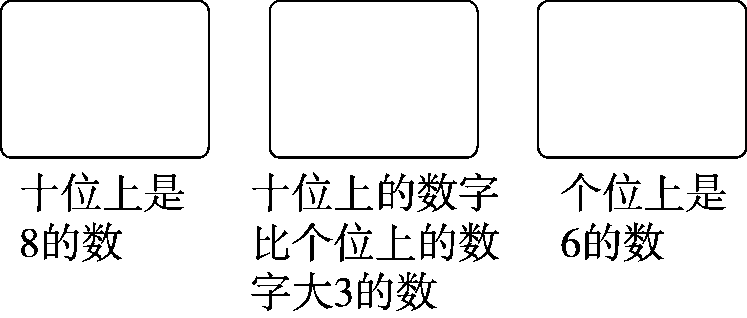 十位上是
8的数
十位上的数字
比个位上的数
字大3的数
个位上是
6的数